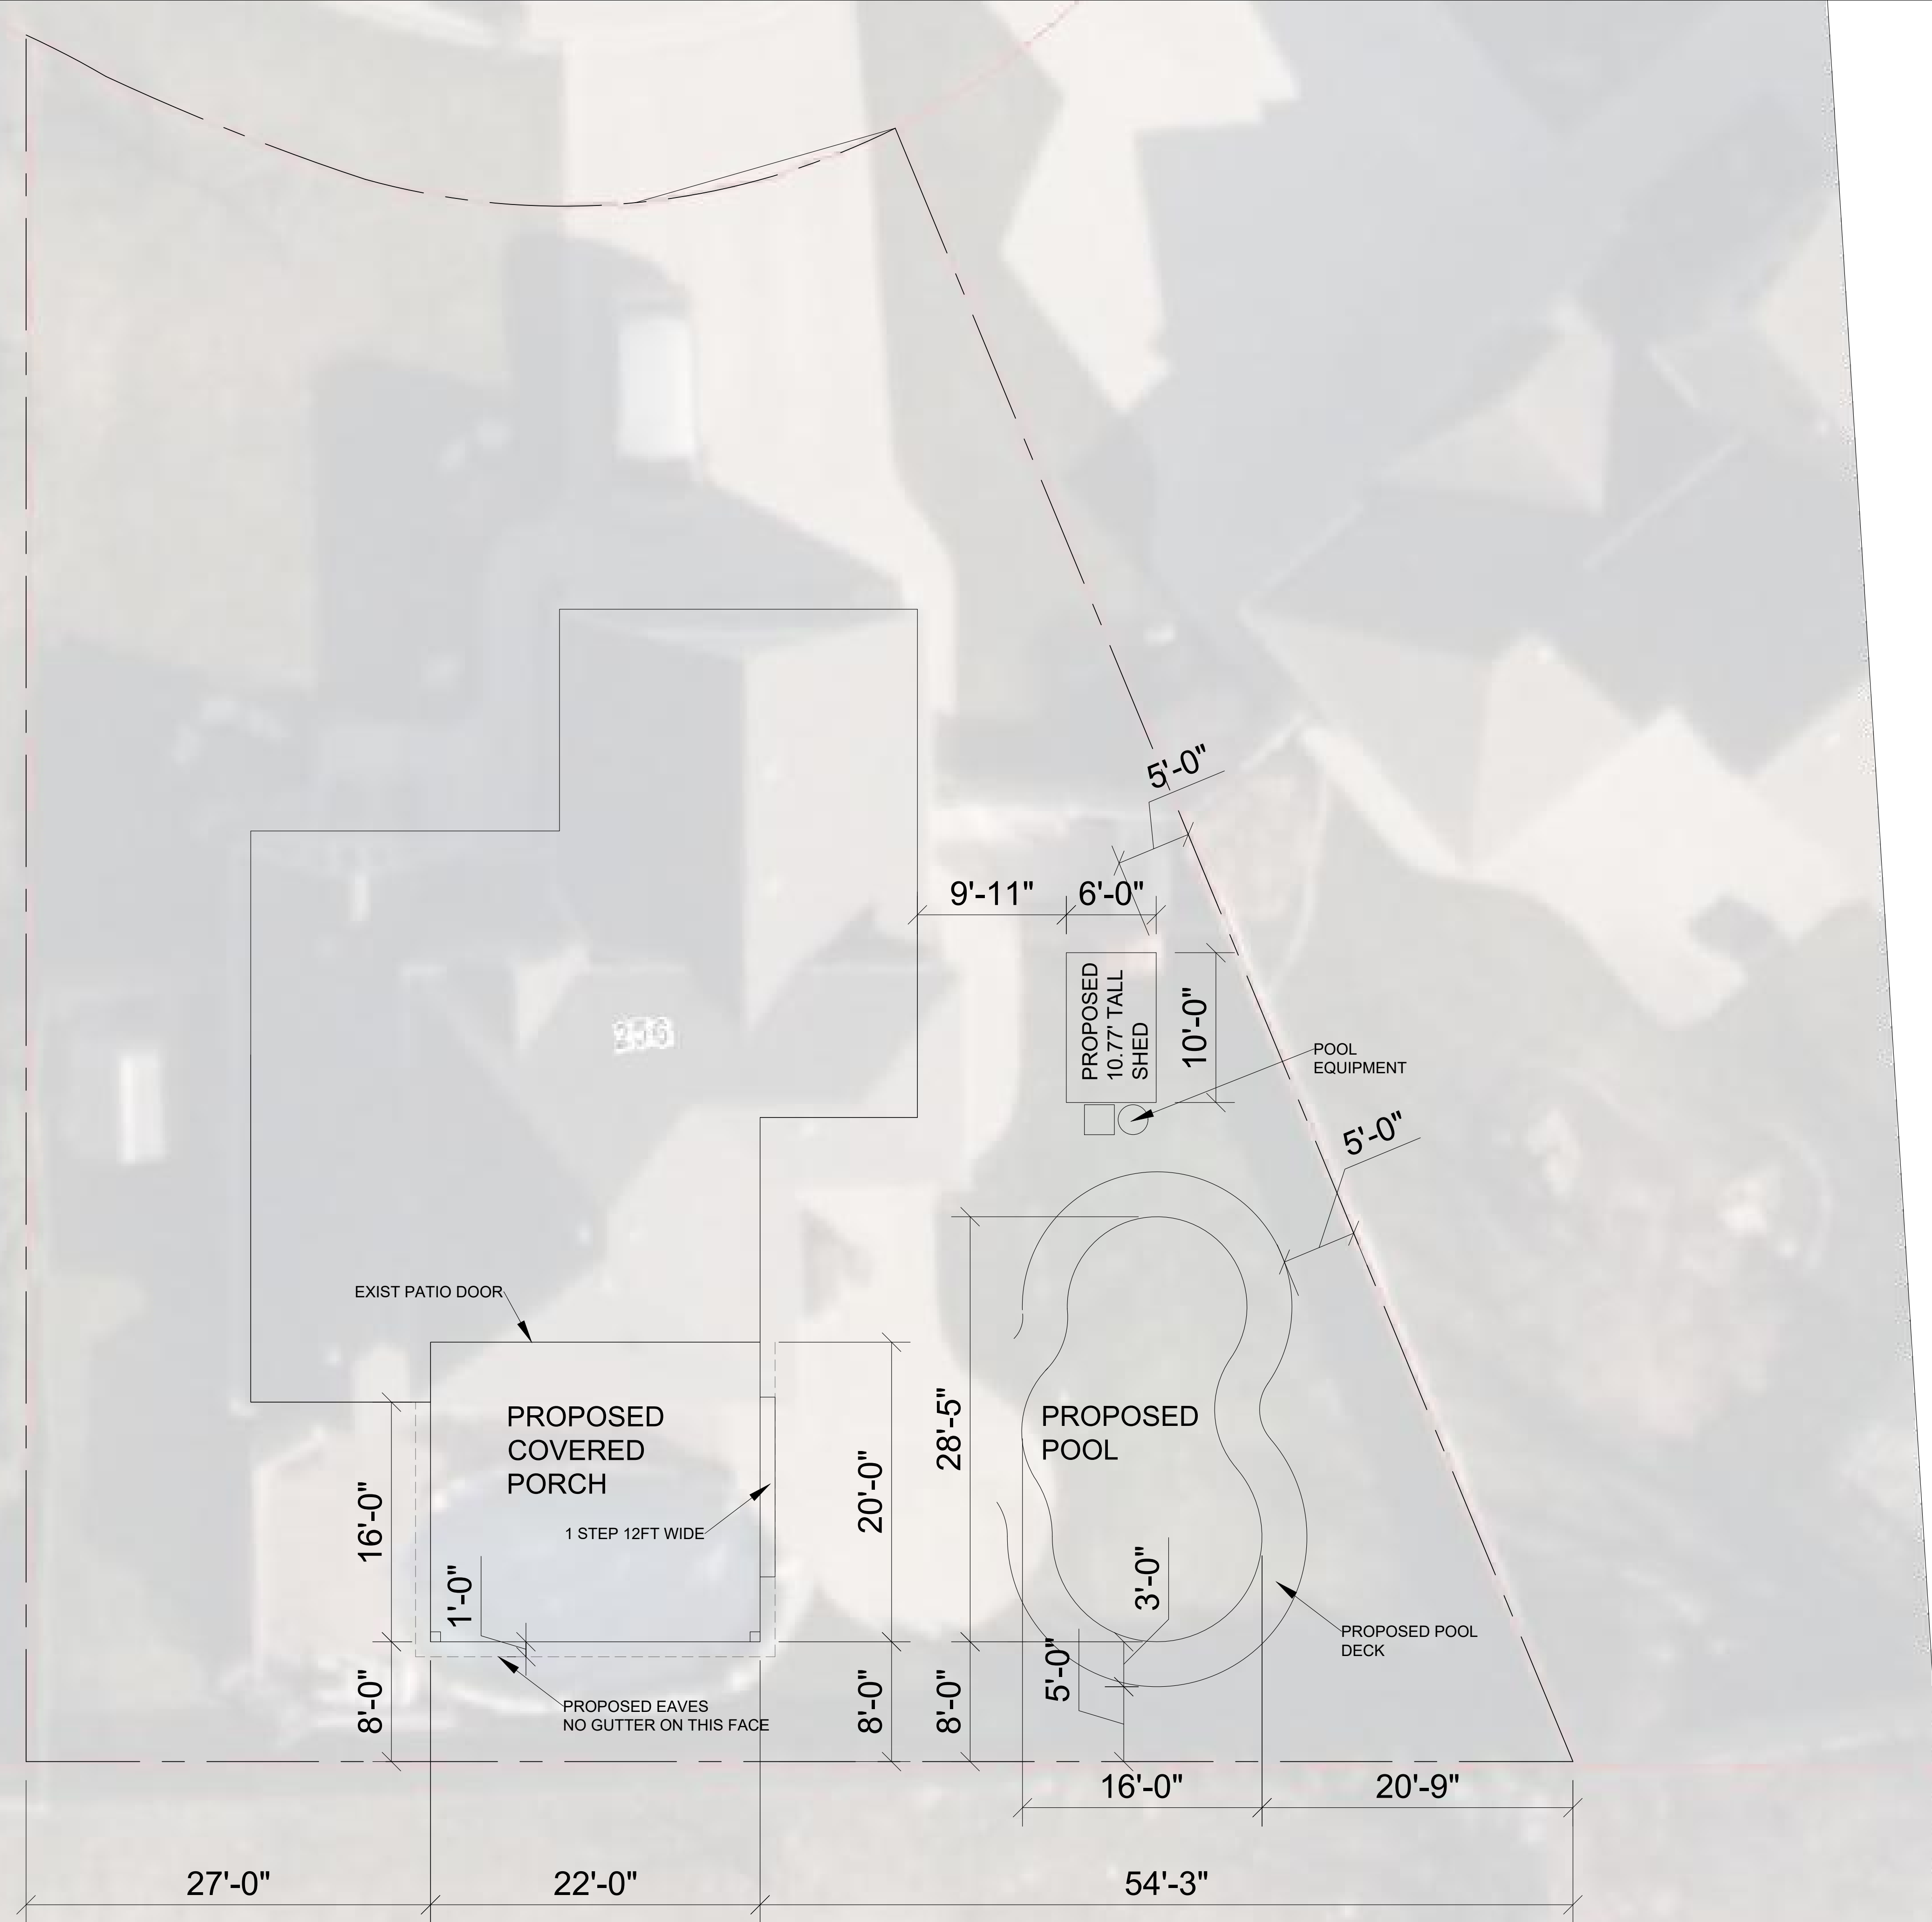 5'-0"
9'-11"
6'-0"
PROPOSED
10.77' TALL
SHED
10'-0"
256
POOL
EQUIPMENT
5'-0"
EXIST PATIO DOOR
PROPOSED
COVERED
PORCH
1 STEP 12FT WIDE
16'-0"
1'-0"
20'-0"
28'-5"
PROPOSED
POOL
3'-0"
5'-0"
PROPOSED POOL
DECK
8'-0"
PROPOSED EAVES
NO GUTTER ON THIS FACE
8'-0"
8'-0"
16'-0"
20'-9"
27'-0"
22'-0"
54'-3"